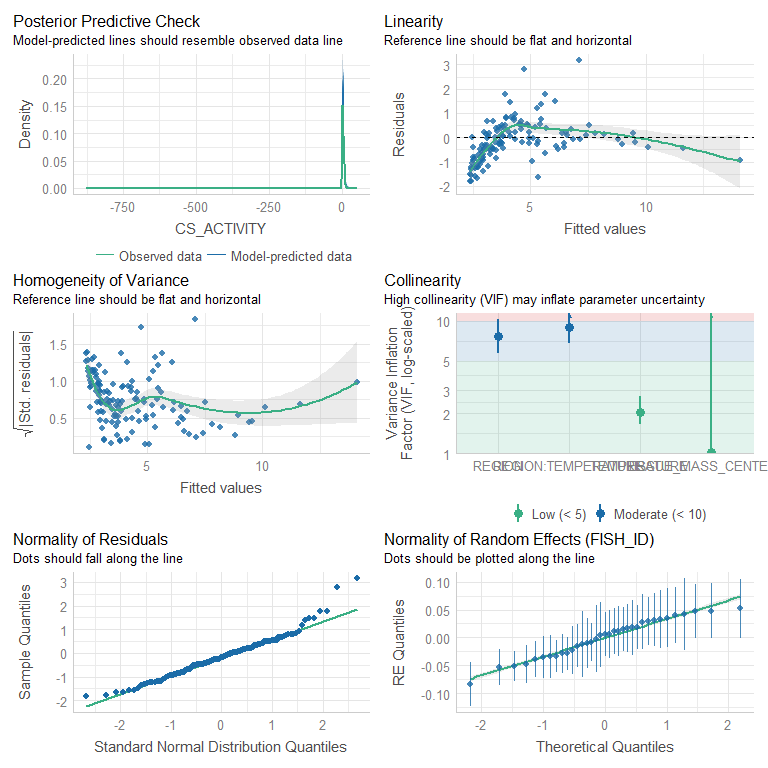 Posterior Predictive Check
Model-predicted lines should resemble observed data line
Density
0.20
0.15
0.10
0.05
0.00
-750
-500
-250
0
CS_ACTIVITY
Observed data
Model-predicted data
Linearity
Reference line should be flat and horizontal
Residuals
3
2
1
0
-1
-2
5
10
Fitted values
Homogeneity of Variance
Reference line should be flat and horizontal
√|Std. residuals|
1.5
1.0
0.5
5
10
Fitted values
Collinearity
High collinearity (VIF) may inflate parameter uncertainty
Variance Inflation
Factor (VIF, log-scaled)
10
5
3
2
1
Low (< 5)
Moderate (< 10)
Normality of Residuals
Dots should fall along the line
Sample Quantiles
3
2
1
0
-1
-2
-2
-1
0
1
2
Standard Normal Distribution Quantiles
Normality of Random Effects (FISH_ID)
Dots should be plotted along the line
RE Quantiles
0.10
0.05
0.00
-0.05
-0.10
-2
-1
0
1
2
Theoretical Quantiles